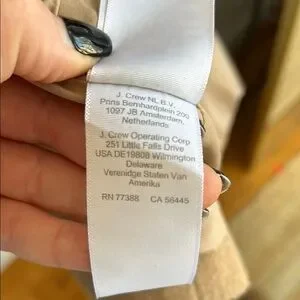 J. Crew NL B.V.
Prins Bernhardplein 200
1097 JB Amsterdam,
Netherlands
J. Crew Operating Corp
251 Little Falls Drive
USA DE19808 Wilmington
Delaware
Verenidge Staten Van
Amerika
RN 77388 CA 56445